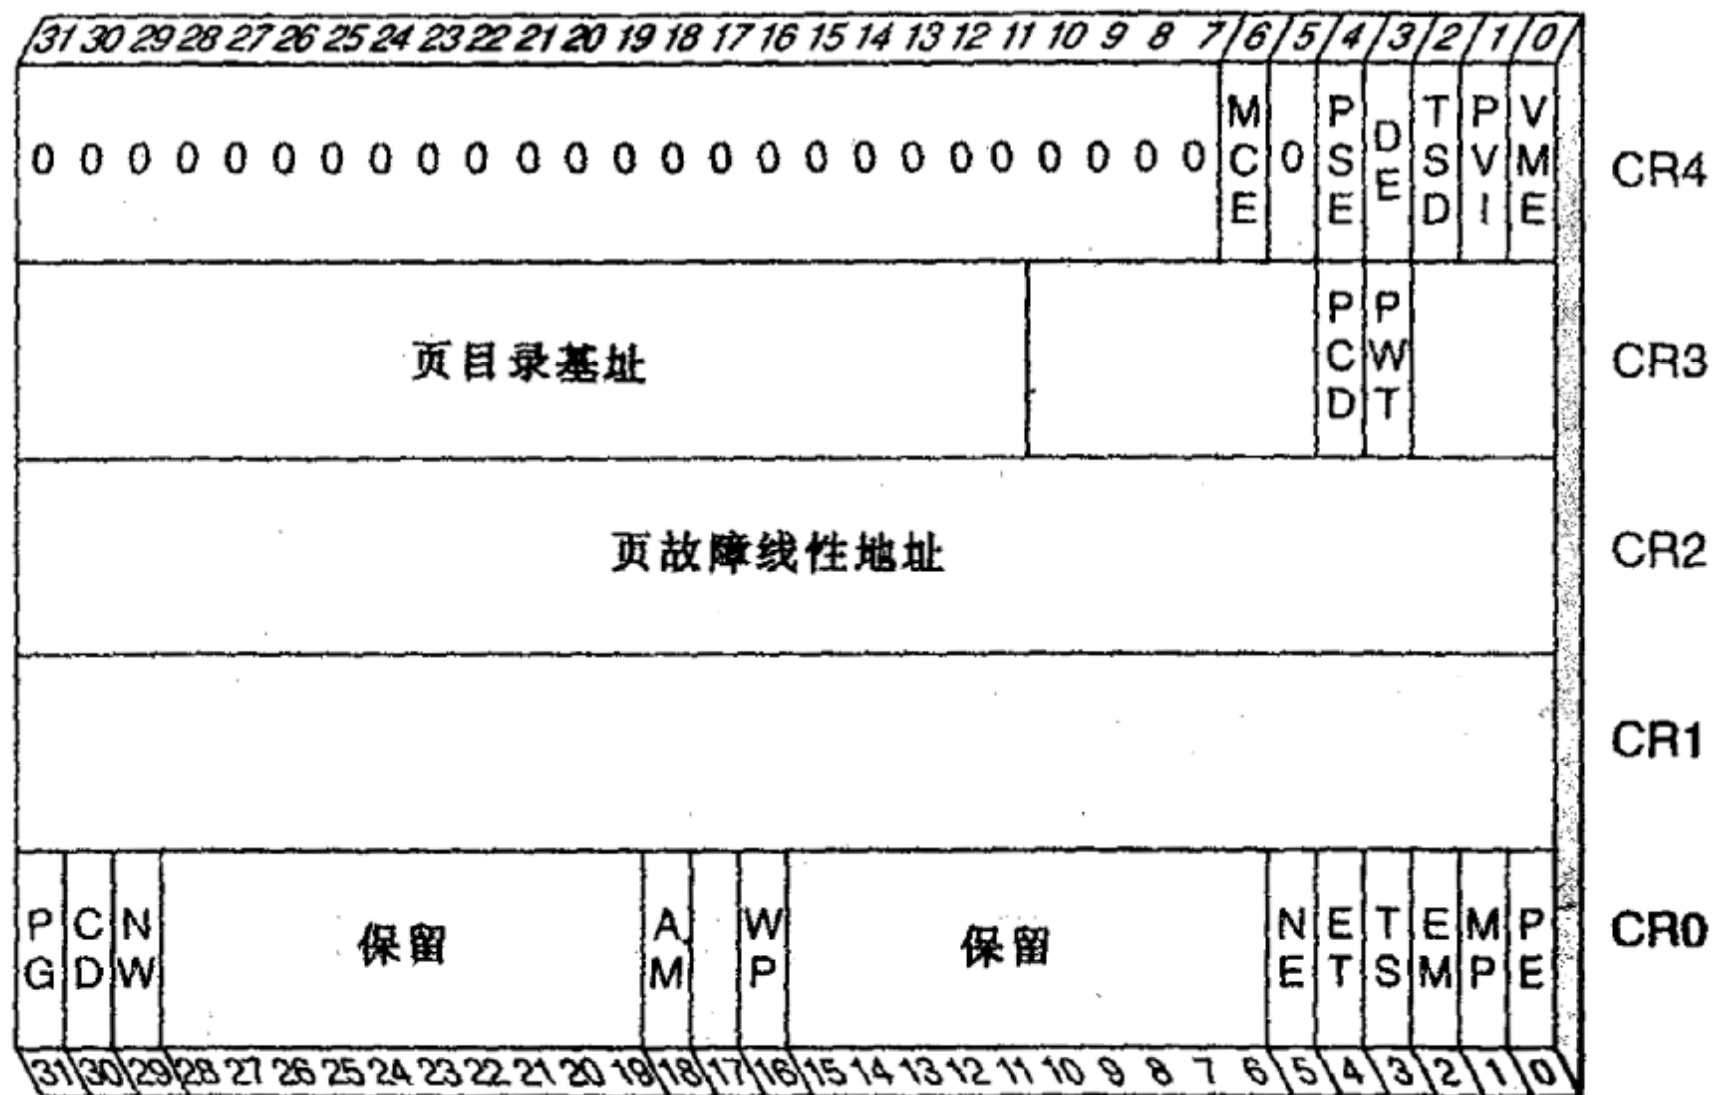 31 30 29 28 27 26 25 24 23 22 21 20 19 18 17 16 15 14 13 12 11 10 9 8 7 6 5 4 3 2 1 0
0 0 0 0 0 0 0 0 0 0 0 0 0 0 0 0 0 0 0 0 0 0 0 0 0 MCE 0 PSE DE TSD PVI VME CR4
页目录基址 PCD PWT CR3
页故障线性地址 CR2
CR1
PG CD NW 保留 AM WP 保留 NE ET TS EM MP PE CR0
31 30 29 28 27 26 25 24 23 22 21 20 19 18 17 16 15 14 13 12 11 10 9 8 7 6 5 4 3 2 1 0